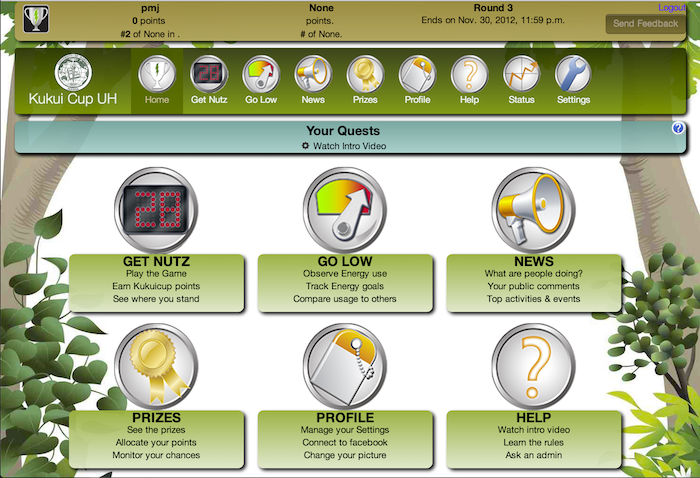 pmj
0 points
#2 of None in .
None
points.
# of None.
Round 3
Ends on Nov. 30, 2012, 11:59 p.m.
Logout
Send Feedback
Kukui Cup UH
Home
Get Nutz
28
Go Low
News
Prizes
Profile
?
Help
Status
Settings
Your Quests
Watch Intro Video
?
28
GET NUTZ
Play the Game
Earn Kukuicup points
See where you stand
GO LOW
Observe Energy use
Track Energy goals
Compare usage to others
NEWS
What are people doing?
Your public comments
Top activities & events
PRIZES
See the prizes
Allocate your points
Monitor your chances
PROFILE
Manage your Settings
Connect to facebook
Change your picture
?
HELP
Watch intro video
Learn the rules
Ask an admin